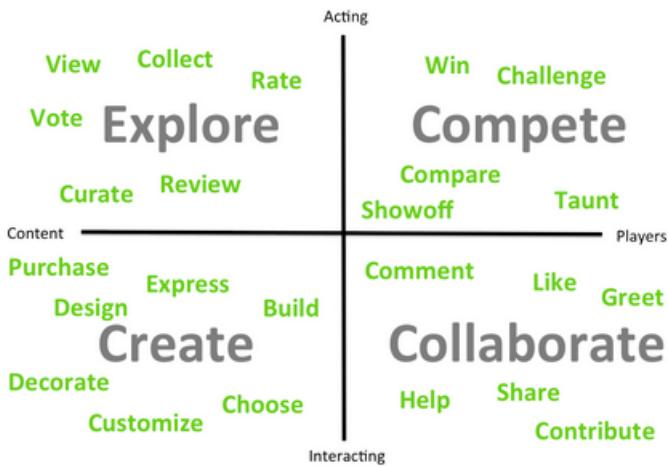 Acting
View
Collect
Rate
Vote
Explore
Curate
Review
Win
Challenge
Compete
Compare
Showoff
Taunt
Content
Players
Purchase
Express
Design
Build
Create
Decorate
Customize
Choose
Comment
Like
Greet
Collaborate
Help
Share
Contribute
Interacting